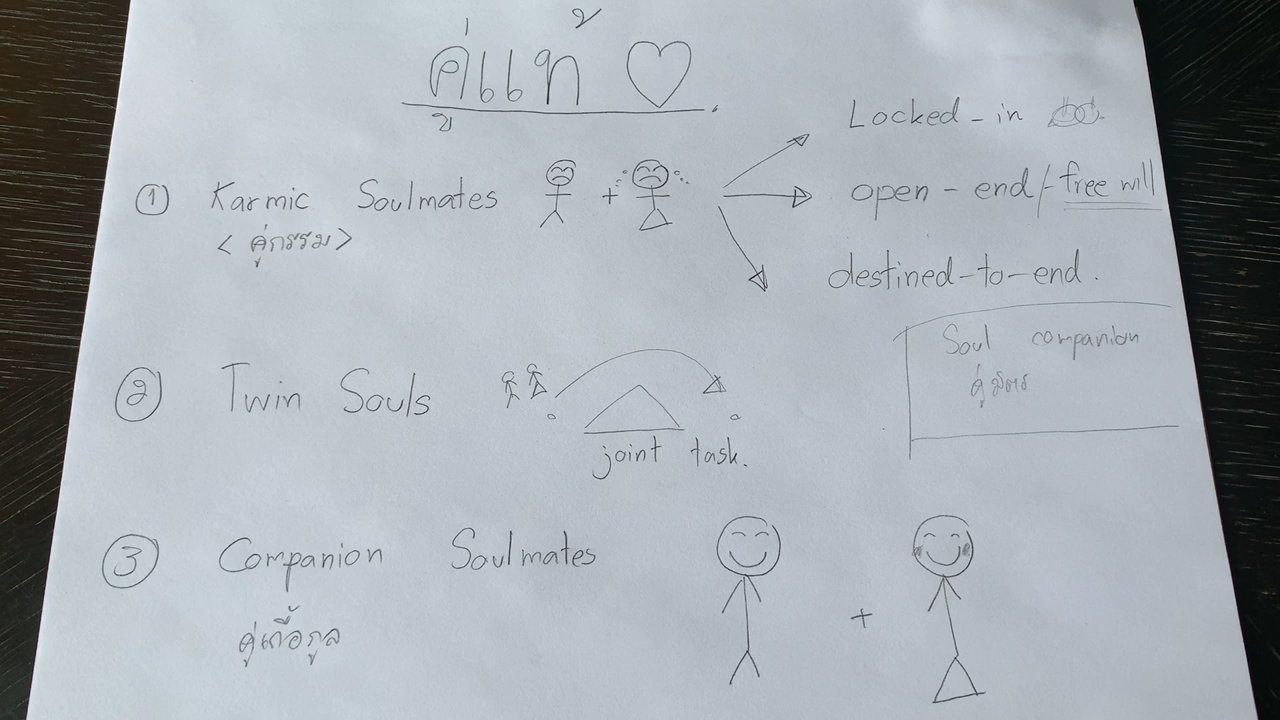 คู่แท้
① Karmic Soulmates
< คู่กรรม >
Locked-in
open-end/free will
destined-to-end.
Soul companion
คู่มิตร
② Twin Souls
joint task.
③ Companion Soulmates
คู่เกื้อกูล